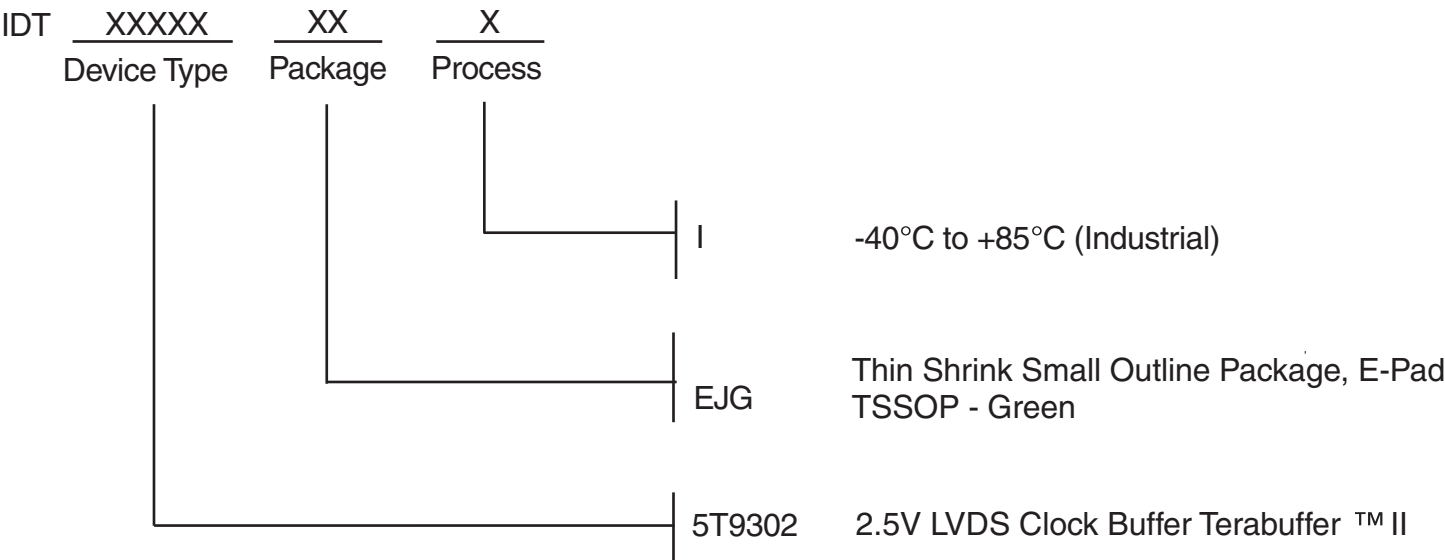 IDT XXXXX XX X
Device Type Package Process
I -40°C to +85°C (Industrial)
Thin Shrink Small Outline Package, E-Pad
EJG TSSOP - Green
5T9302 2.5V LVDS Clock Buffer Terabuffer ™ II